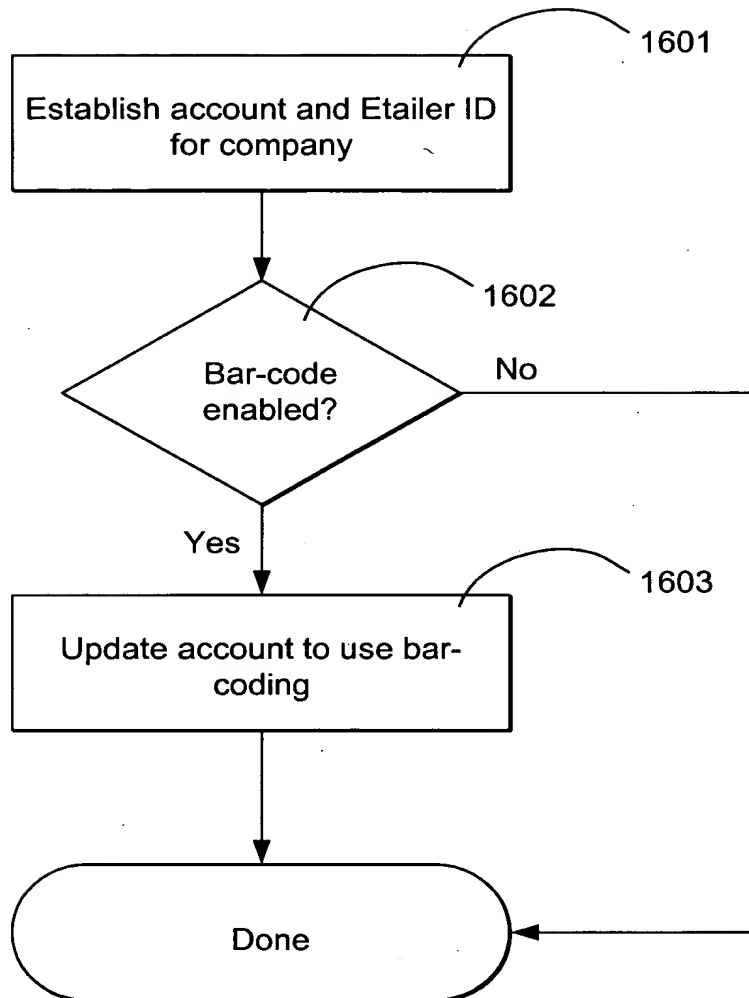 1601
Establish account and Etailer ID
for company
1602
Bar-code
enabled?
No
Yes
1603
Update account to use bar-
coding
Done